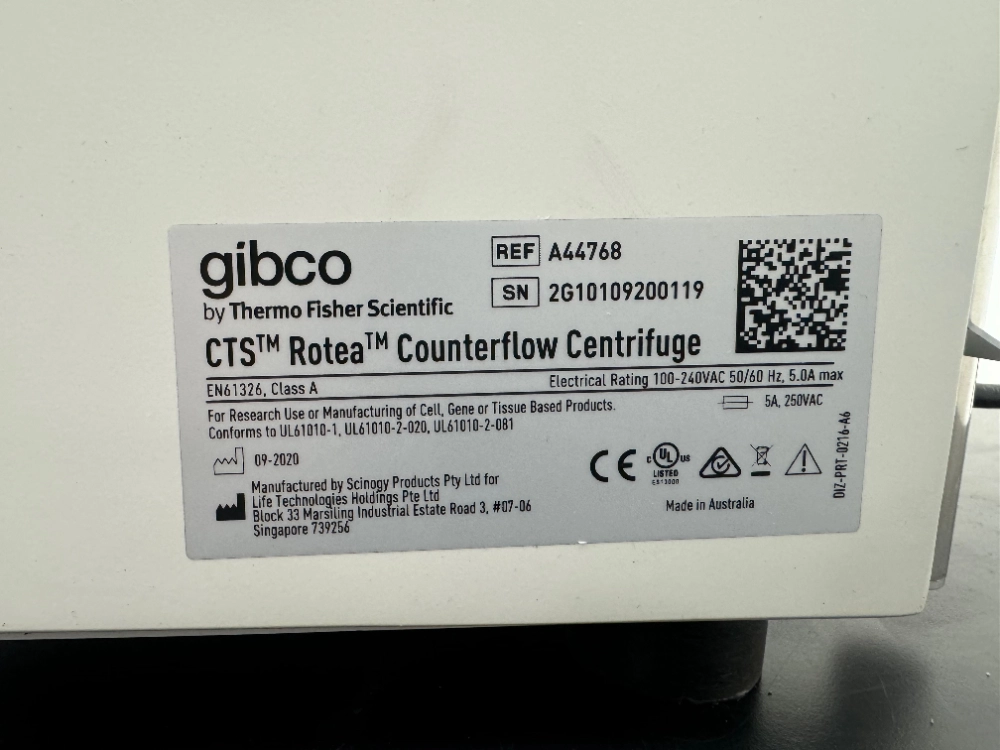 gibco
by Thermo Fisher Scientific
REF A44768
SN 2G10109200119
CTS™ Rotea™ Counterflow Centrifuge
EN61326, Class A
Electrical Rating 100-240VAC 50/60 Hz, 5.0A max
5A, 250VAC
For Research Use or Manufacturing of Cell, Gene or Tissue Based Products.
Conforms to UL61010-1, UL61010-2-020, UL61010-2-081
09-2020
Manufactured by Scinogy Products Pty Ltd for
Life Technologies Holdings Pte Ltd
Block 33 Marsiling Industrial Estate Road 3, #07-06
Singapore 739256
CE
c UL us
LISTED
Made in Australia
DIZ-PRT-0216-A6